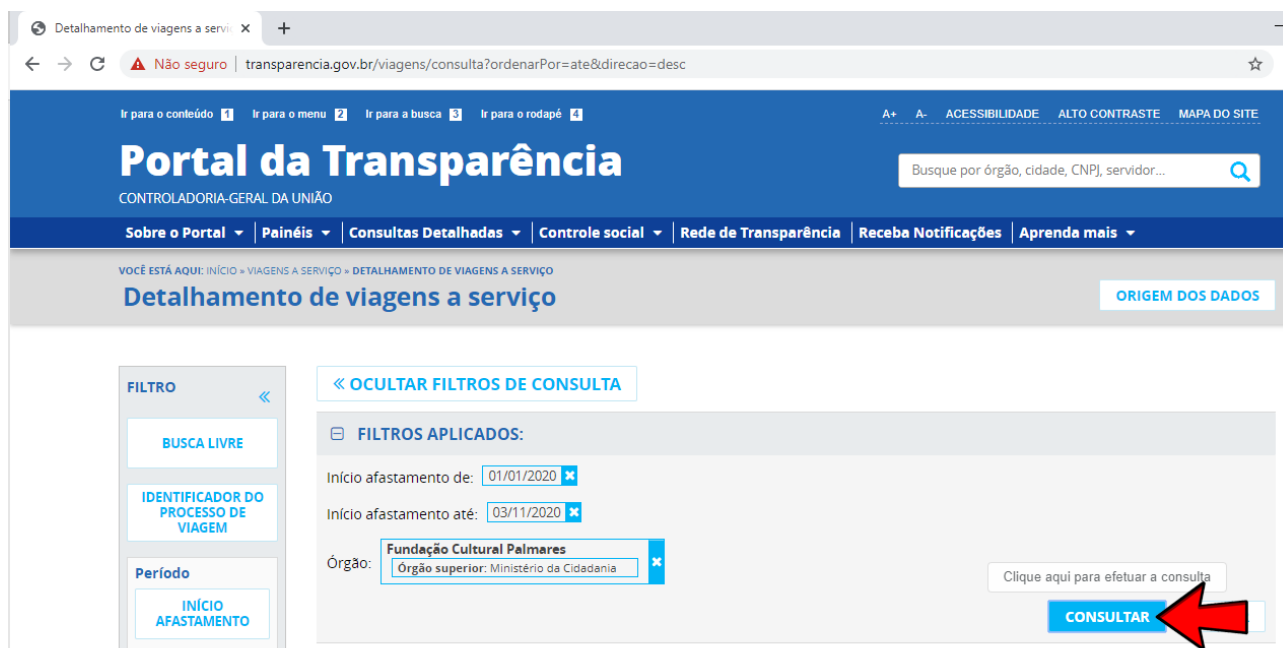 Detalhamento de viagens a servi
Não seguro | transparencia.gov.br/viagens/consulta?ordenarPor=ate&direcao=desc
Ir para o conteúdo 1 Ir para o menu 2 Ir para a busca 3 Ir para o rodapé 4 A+ A- ACESSIBILIDADE ALTO CONTRASTE MAPA DO SITE
Portal da Transparência
Busque por órgão, cidade, CNPJ, servidor...
CONTROLADORIA-GERAL DA UNIÃO
Sobre o Portal Painéis Consultas Detalhadas Controle social Rede de Transparência Receba Notificações Aprenda mais
VOCÊ ESTÁ AQUI: INÍCIO » VIAGENS A SERVIÇO » DETALHAMENTO DE VIAGENS A SERVIÇO
Detalhamento de viagens a serviço
ORIGEM DOS DADOS
FILTRO
«
BUSCA LIVRE
IDENTIFICADOR DO
PROCESSO DE
VIAGEM
Período
INÍCIO
AFASTAMENTO
« OCULTAR FILTROS DE CONSULTA
FILTROS APLICADOS:
Início afastamento de: 01/01/2020
Início afastamento até: 03/11/2020
Órgão: Fundação Cultural Palmares
Órgão superior: Ministério da Cidadania
Clique aqui para efetuar a consulta
CONSULTAR